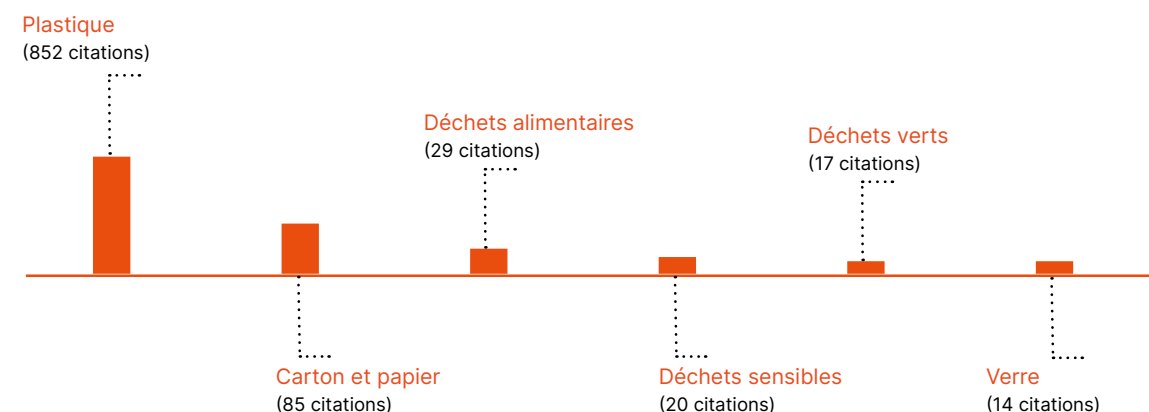 Plastique
(852 citations)
Déchets alimentaires
(29 citations)
Déchets verts
(17 citations)
Carton et papier
(85 citations)
Déchets sensibles
(20 citations)
Verre
(14 citations)